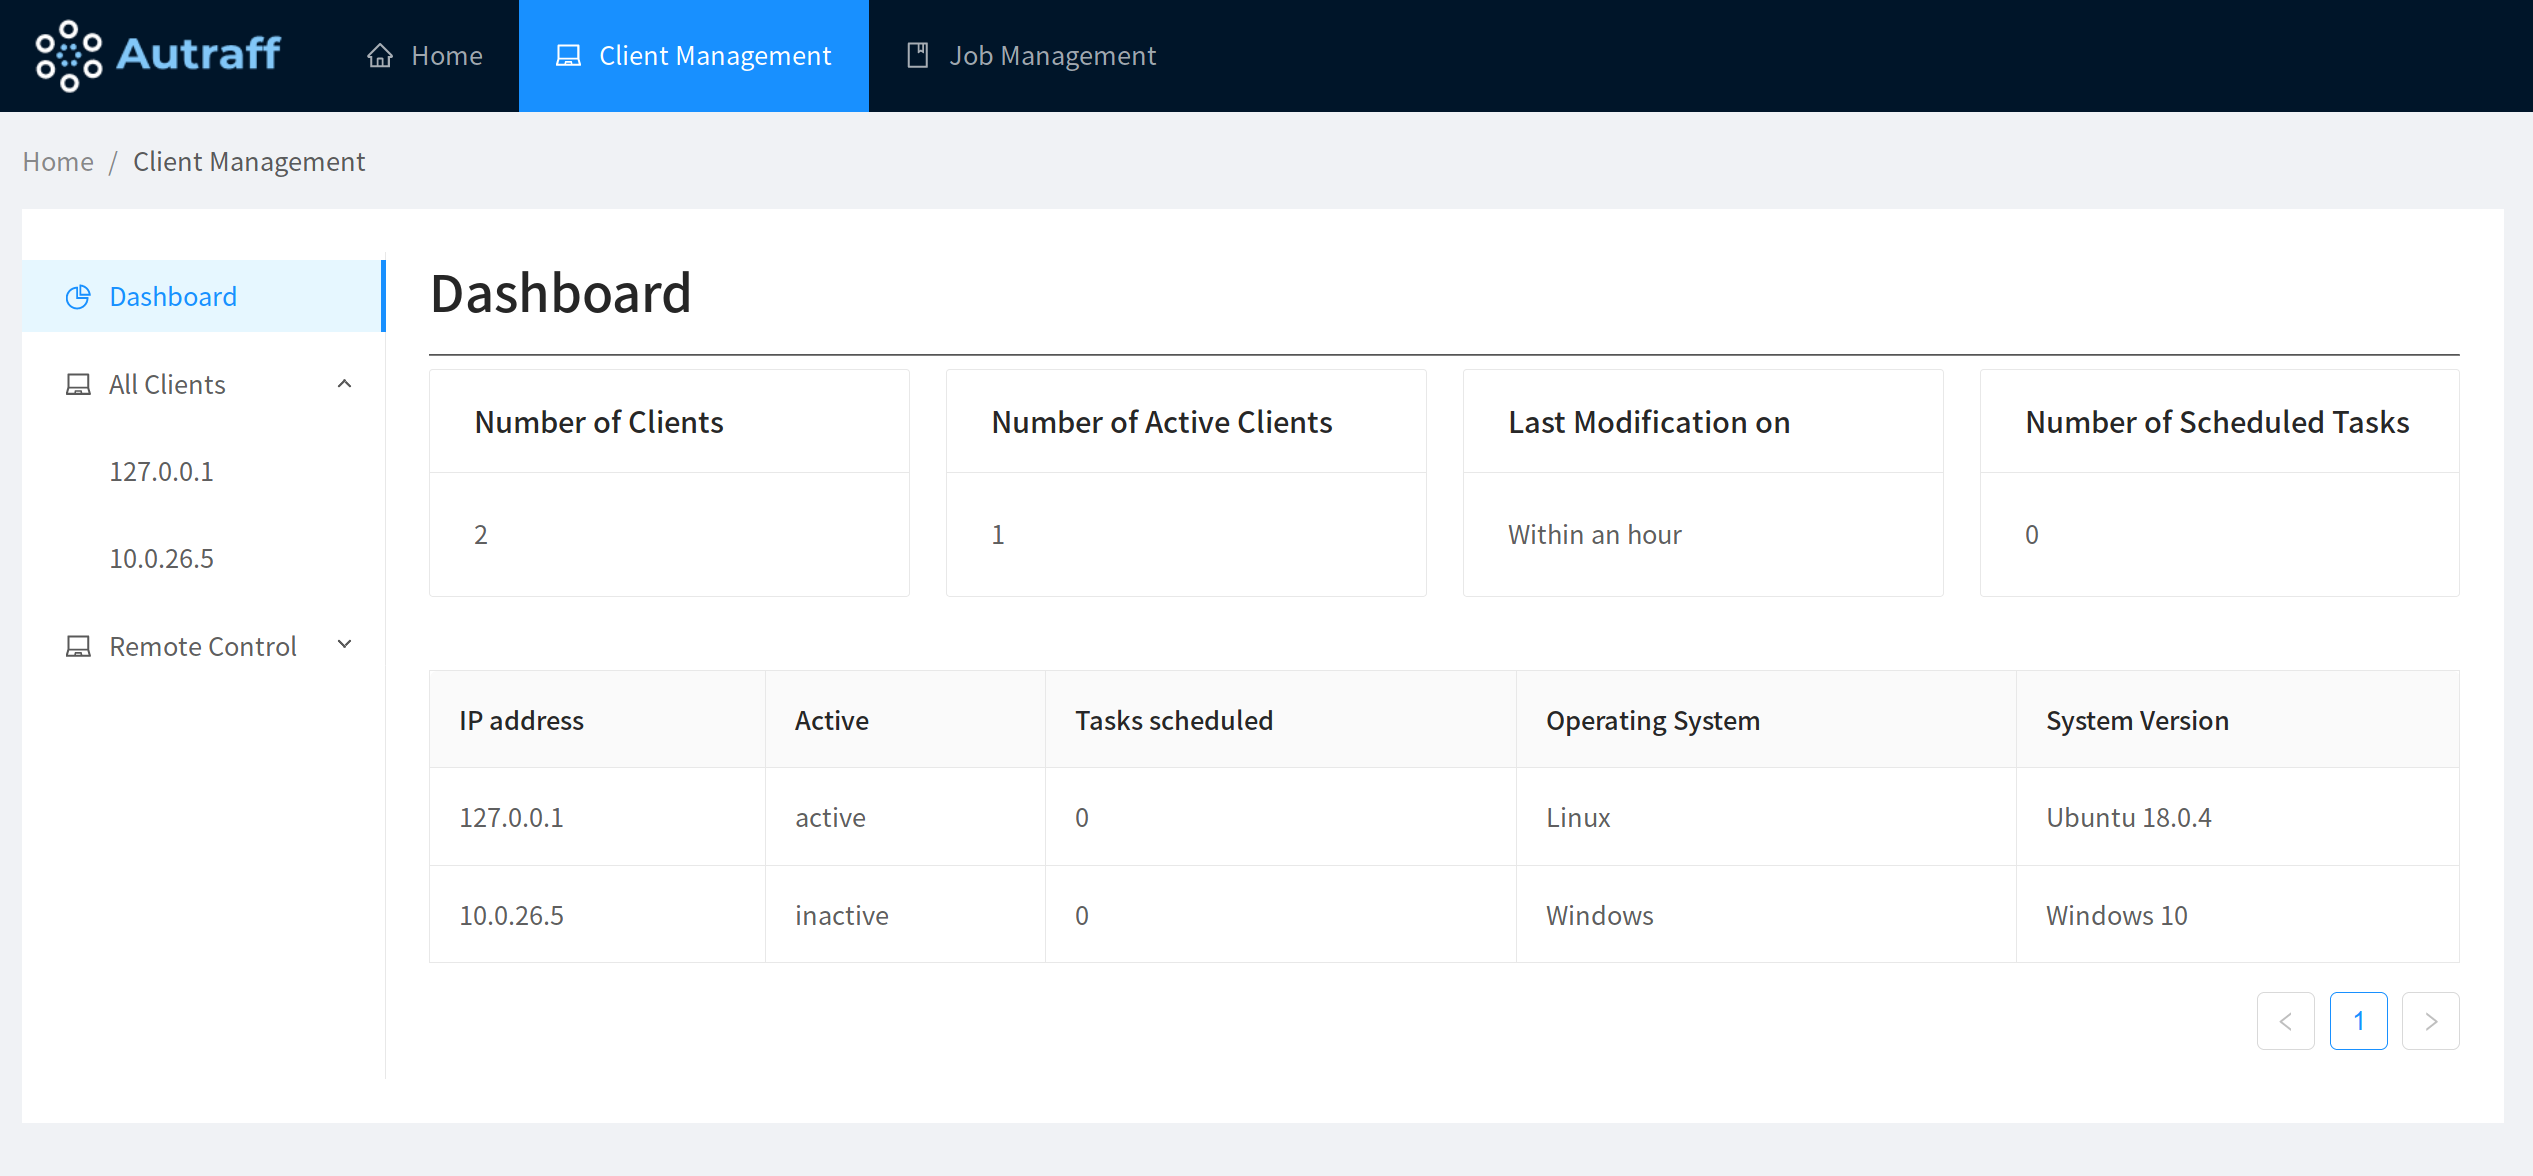 Autraff Home Client Management Job Management
Home / Client Management
Dashboard
All Clients
127.0.0.1
10.0.26.5
Remote Control
Dashboard
Number of Clients
2
Number of Active Clients
1
Last Modification on
Within an hour
Number of Scheduled Tasks
0
IP address Active Tasks scheduled Operating System System Version
127.0.0.1 active 0 Linux Ubuntu 18.0.4
10.0.26.5 inactive 0 Windows Windows 10
< 1 >